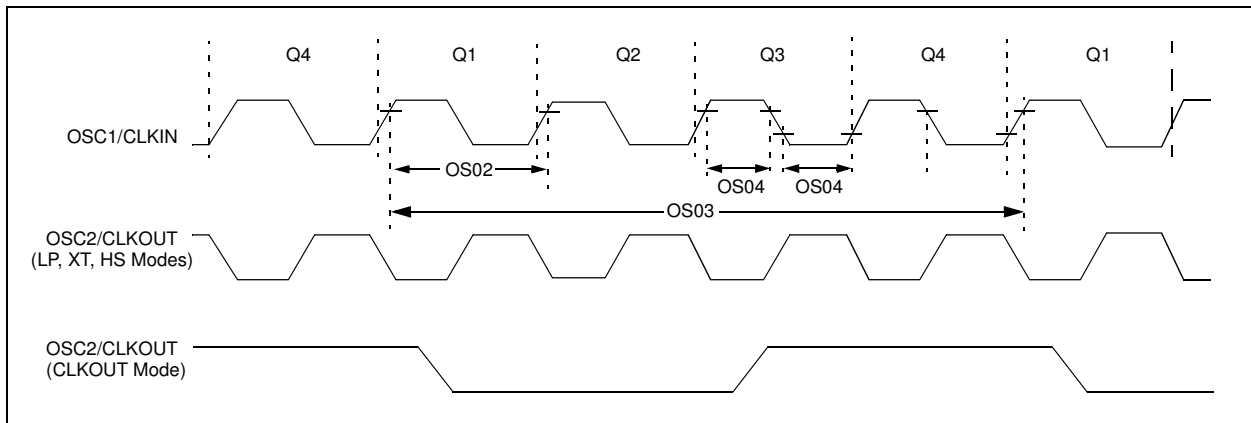 Q4 Q1 Q2 Q3 Q4 Q1
OSC1/CLKIN
OS02
OS04 OS04
OS03
OSC2/CLKOUT
(LP, XT, HS Modes)
OSC2/CLKOUT
(CLKOUT Mode)